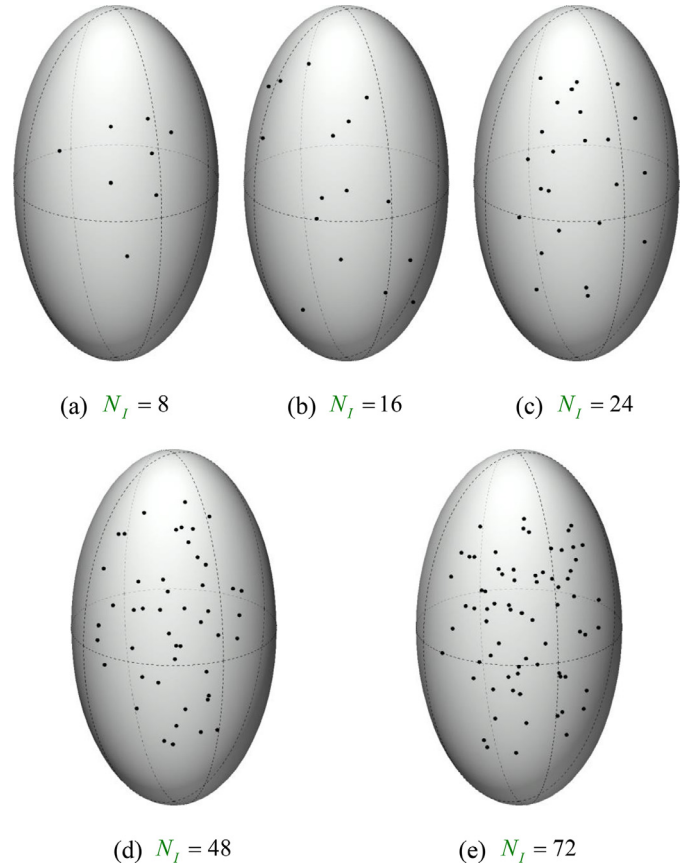 (a) N_I = 8 (b) N_I = 16 (c) N_I = 24
(d) N_I = 48 (e) N_I = 72